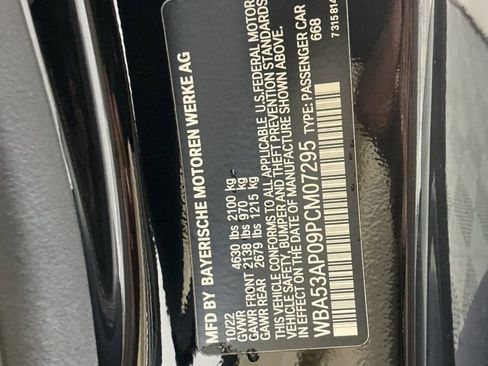 MFD BY BAYERISCHE MOTOREN WERKE AG
10/22
GVWR 4630 lbs 2100 kg
GAWR FRONT 2138 lbs 970 kg
GAWR REAR 2679 lbs 1215 kg
THIS VEHICLE CONFORMS TO ALL APPLICABLE U.S.FEDERAL MOTOR
VEHICLE SAFETY, BUMPER AND THEFT PREVENTION STANDARDS
IN EFFECT ON THE DATE OF MANUFACTURE SHOWN ABOVE.
WBA53AP09PCM07295 TYPE: PASSENGER CAR
668
7315814